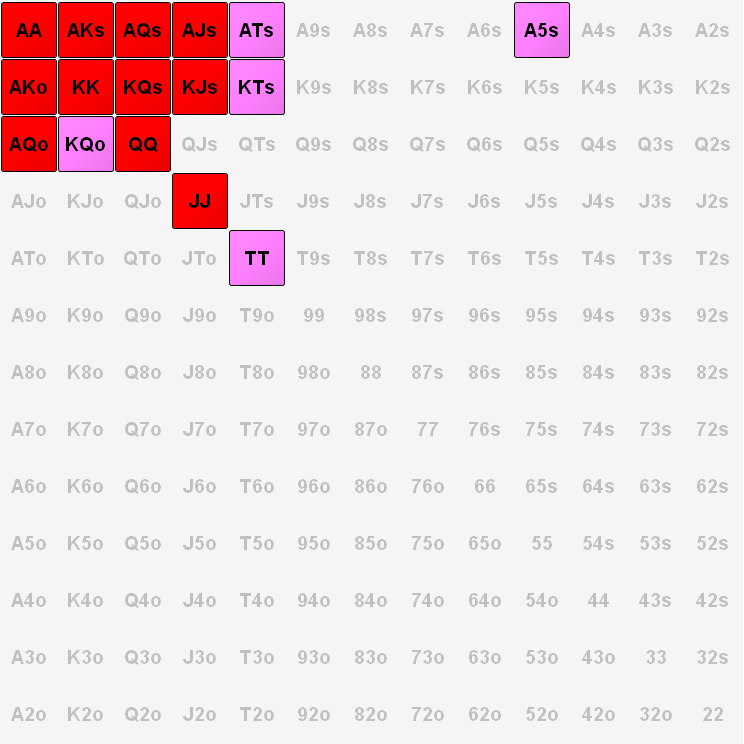 AA AKs AQs AJs ATs A9s A8s A7s A6s A5s A4s A3s A2s
AKo KK KQs KJs KTs K9s K8s K7s K6s K5s K4s K3s K2s
AQo KQo QQ QJs QTs Q9s Q8s Q7s Q6s Q5s Q4s Q3s Q2s
AJo KJo QJo JJ JTs J9s J8s J7s J6s J5s J4s J3s J2s
ATo KTo QTo JTo TT T9s T8s T7s T6s T5s T4s T3s T2s
A9o K9o Q9o J9o T9o 99 98s 97s 96s 95s 94s 93s 92s
A8o K8o Q8o J8o T8o 98o 88 87s 86s 85s 84s 83s 82s
A7o K7o Q7o J7o T7o 97o 87o 77 76s 75s 74s 73s 72s
A6o K6o Q6o J6o T6o 96o 86o 76o 66 65s 64s 63s 62s
A5o K5o Q5o J5o T5o 95o 85o 75o 65o 55 54s 53s 52s
A4o K4o Q4o J4o T4o 94o 84o 74o 64o 54o 44 43s 42s
A3o K3o Q3o J3o T3o 93o 83o 73o 63o 53o 43o 33 32s
A2o K2o Q2o J2o T2o 92o 82o 72o 62o 52o 42o 32o 22